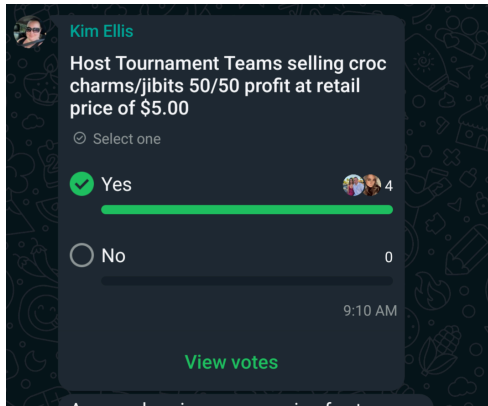 Kim Ellis
Host Tournament Teams selling croc
charms/jibits 50/50 profit at retail
price of $5.00
Select one
Yes 4
No 0
9:10 AM
View votes